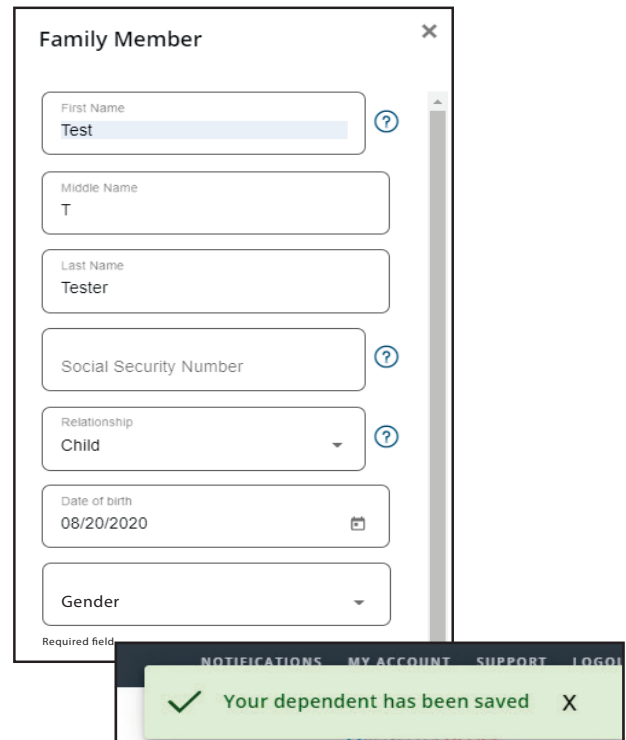 Family Member
×
First Name
Test
?
Middle Name
T
Last Name
Tester
Social Security Number
?
Relationship
Child
?
Date of birth
08/20/2020
Gender
Required field
NOTIFICATIONS MY ACCOUNT SUPPORT LOGOU
Your dependent has been saved X